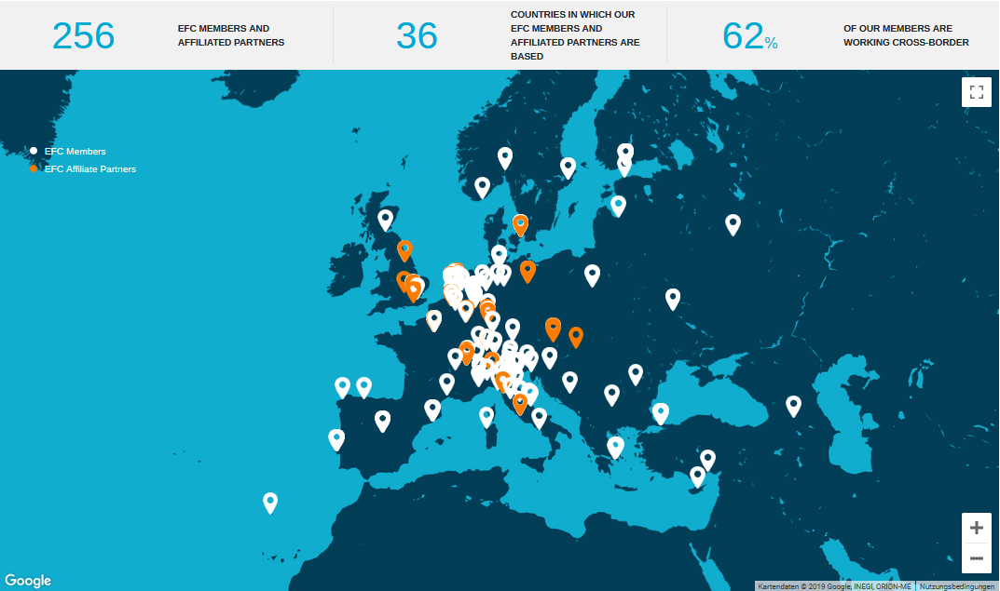 256
EFC MEMBERS AND
AFFILIATED PARTNERS
36
COUNTRIES IN WHICH OUR
EFC MEMBERS AND
AFFILIATED PARTNERS ARE
BASED
62%
OF OUR MEMBERS ARE
WORKING CROSS-BORDER
EFC Members
EFC Affiliate Partners
Google
Kartendaten © 2019 Google, INEGI, ORION-ME
Nutzungsbedingungen